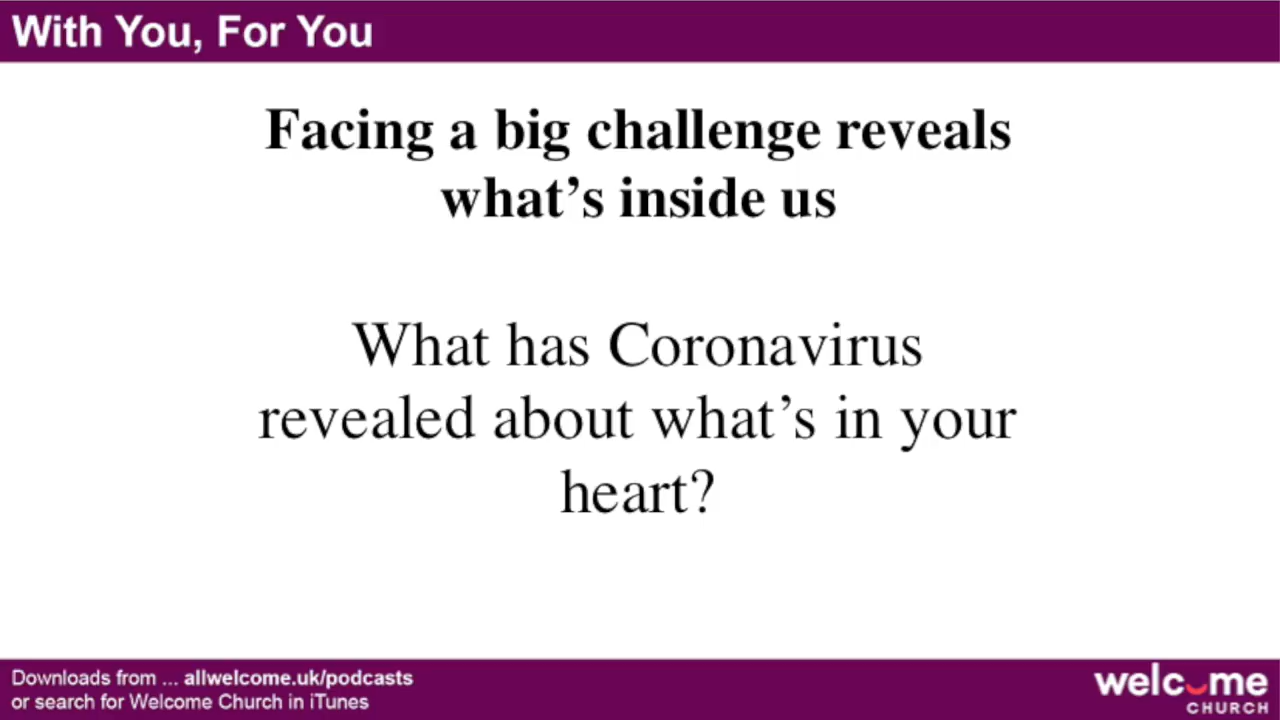 With You, For You
Facing a big challenge reveals
what’s inside us
What has Coronavirus
revealed about what’s in your
heart?
Downloads from ... allwelcome.uk/podcasts
or search for Welcome Church in iTunes
welcome
CHURCH